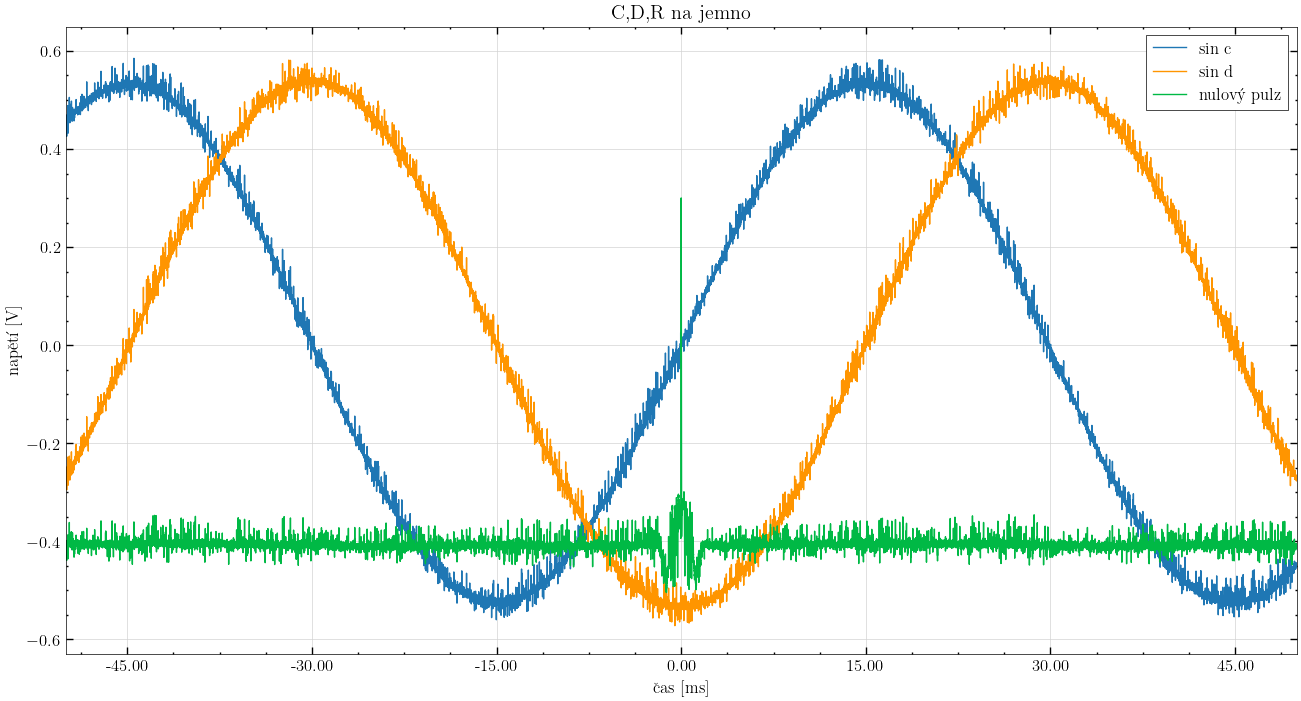 C,D,R na jemno
sin c
sin d
nulový pulz
napětí [V]
0.6
0.4
0.2
0.0
−0.2
−0.4
−0.6
-45.00 -30.00 -15.00 0.00 15.00 30.00 45.00
čas [ms]